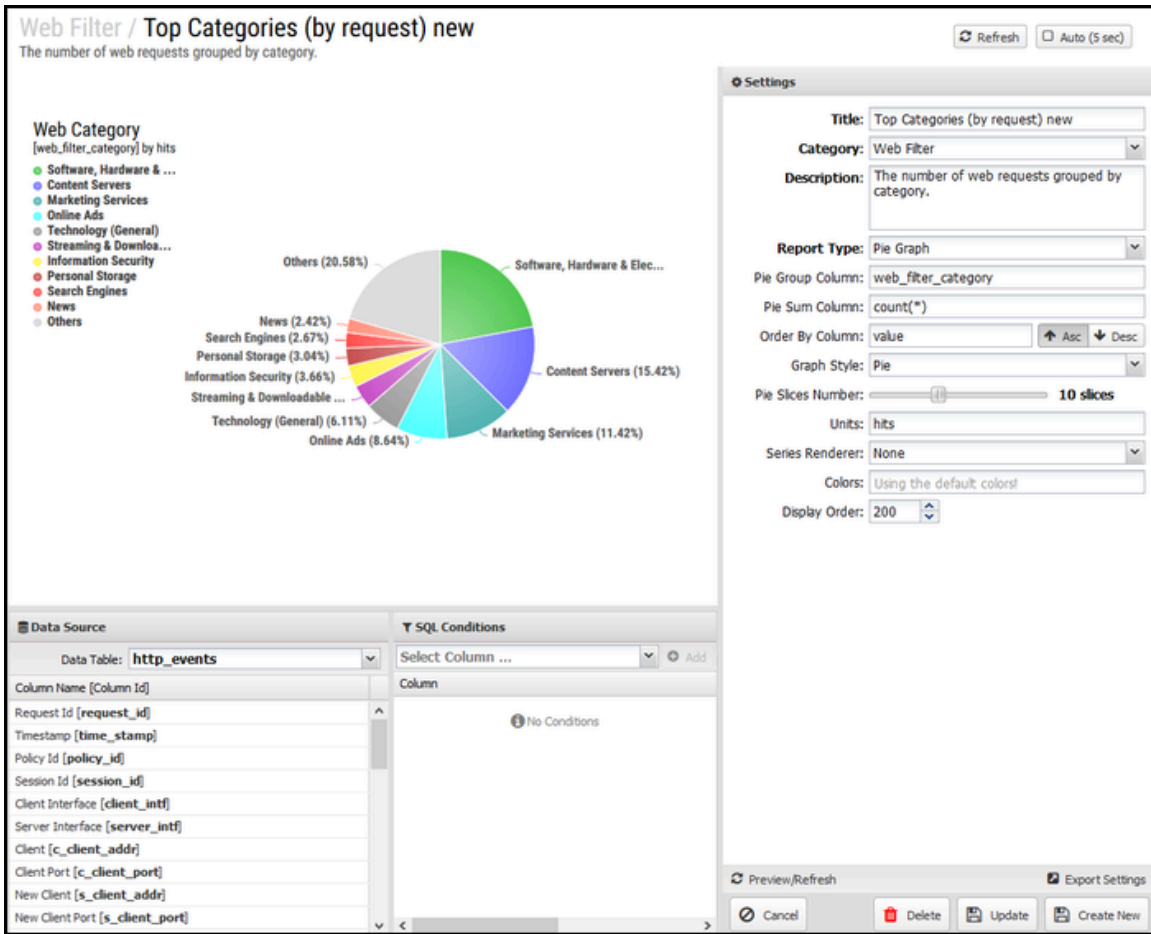 Web Filter / Top Categories (by request) new
The number of web requests grouped by category.
Refresh
Auto (5 sec)
Web Category
[web_filter_category] by hits
Software, Hardware & ...
Content Servers
Marketing Services
Online Ads
Technology (General)
Streaming & Downloa...
Information Security
Personal Storage
Search Engines
News
Others
Others (20.58%)
Software, Hardware & Elec...
News (2.42%)
Search Engines (2.67%)
Personal Storage (3.04%)
Information Security (3.66%)
Streaming & Downloadable ...
Technology (General) (6.11%)
Online Ads (8.64%)
Content Servers (15.42%)
Marketing Services (11.42%)
Settings
Title: Top Categories (by request) new
Category: Web Filter
Description: The number of web requests grouped by
category.
Report Type: Pie Graph
Pie Group Column: web_filter_category
Pie Sum Column: count(*)
Order By Column: value Asc Desc
Graph Style: Pie
Pie Slices Number: 10 slices
Units: hits
Series Renderer: None
Colors: Using the default colors!
Display Order: 200
Data Source
Data Table: http_events
Column Name [Column Id]
Request Id [request_id]
Timestamp [time_stamp]
Policy Id [policy_id]
Session Id [session_id]
Client Interface [client_intf]
Server Interface [server_intf]
Client [c_client_addr]
Client Port [c_client_port]
New Client [s_client_addr]
New Client Port [s_client_port]
SQL Conditions
Select Column ... Add
Column
No Conditions
Preview/Refresh
Export Settings
Cancel
Delete
Update
Create New